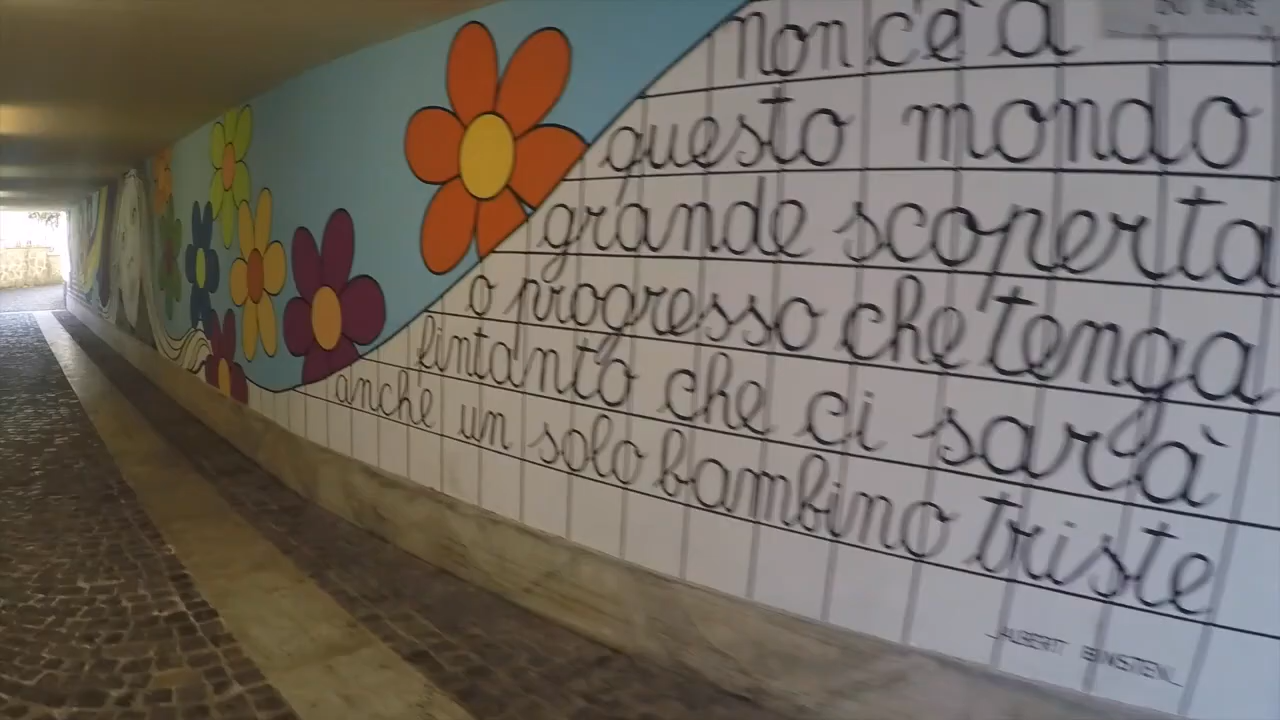 non c'è a
questo mondo
grande scoperta
o progresso che tenga
fintanto che ci sarà
anche un solo bambino triste
ALBERT EINSTEIN